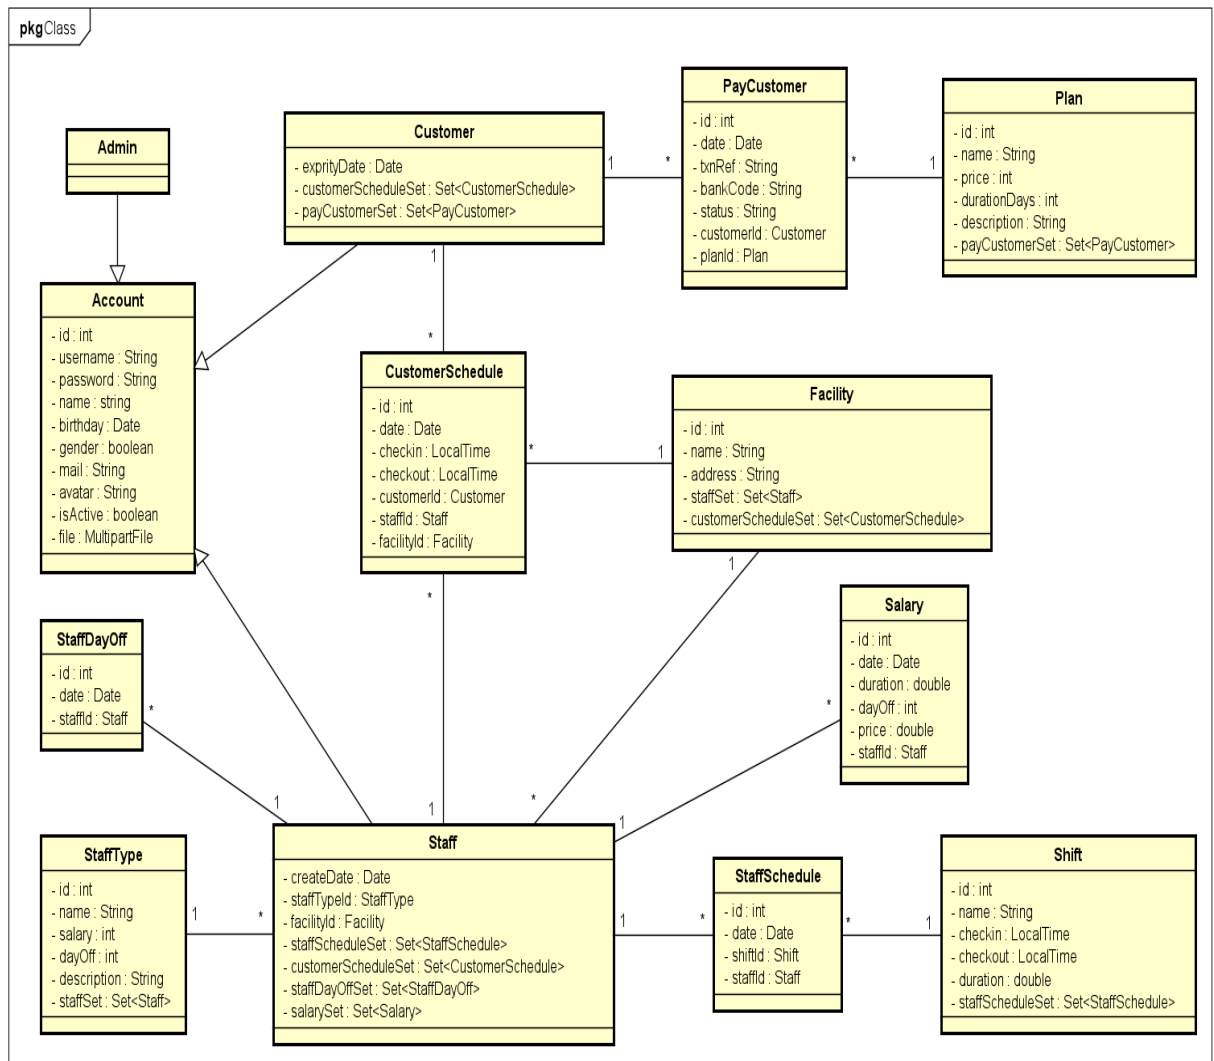 pkgClass
Admin
Customer
- exprityDate : Date
- customerScheduleSet : Set<CustomerSchedule>
- payCustomerSet : Set<PayCustomer>
1
*
PayCustomer
- id : int
- date : Date
- txnRef : String
- bankCode : String
- status : String
- customerId : Customer
- planId : Plan
*
1
Plan
- id : int
- name : String
- price : int
- durationDays : int
- description : String
- payCustomerSet : Set<PayCustomer>
Account
- id : int
- username : String
- password : String
- name : string
- birthday : Date
- gender : boolean
- mail : String
- avatar : String
- isActive : boolean
- file : MultipartFile
1
*
CustomerSchedule
- id : int
- date : Date
- checkin : LocalTime
- checkout : LocalTime
- customerId : Customer
- staffId : Staff
- facilityId : Facility
*
1
Facility
- id : int
- name : String
- address : String
- staffSet : Set<Staff>
- customerScheduleSet : Set<CustomerSchedule>
*
1
1
*
StaffDayOff
- id : int
- date : Date
- staffId : Staff
*
1
Salary
- id : int
- date : Date
- duration : double
- dayOff : int
- price : double
- staffId : Staff
*
1
StaffType
- id : int
- name : String
- salary : int
- dayOff : int
- description : String
- staffSet : Set<Staff>
1
*
Staff
- createDate : Date
- staffTypeId : StaffType
- facilityId : Facility
- staffScheduleSet : Set<StaffSchedule>
- customerScheduleSet : Set<CustomerSchedule>
- staffDayOffSet : Set<StaffDayOff>
- salarySet : Set<Salary>
1
*
StaffSchedule
- id : int
- date : Date
- shiftId : Shift
- staffId : Staff
*
1
Shift
- id : int
- name : String
- checkin : LocalTime
- checkout : LocalTime
- duration : double
- staffScheduleSet : Set<StaffSchedule>